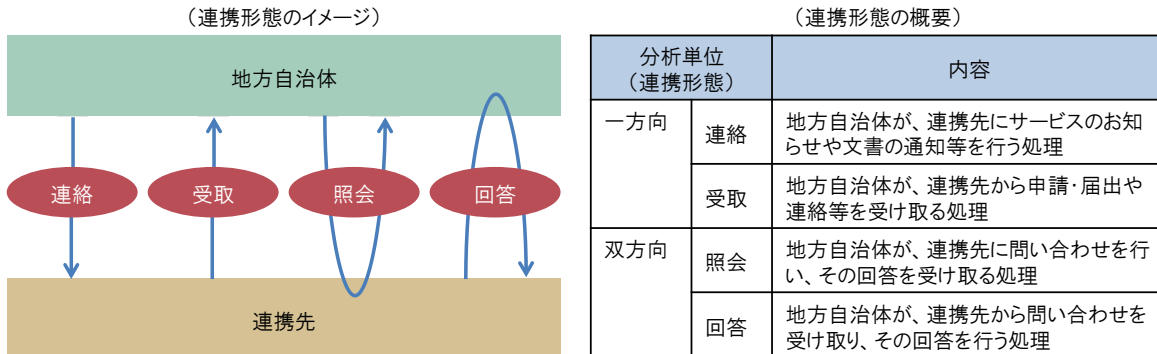 (連携形態のイメージ)
地方自治体
連絡
受取
照会
回答
連携先
(連携形態の概要)
分析単位
(連携形態)
内容
一方向
連絡
地方自治体が、連携先にサービスのお知
らせや文書の通知等を行う処理
受取
地方自治体が、連携先から申請・届出や
連絡等を受け取る処理
双方向
照会
地方自治体が、連携先に問い合わせを行
い、その回答を受け取る処理
回答
地方自治体が、連携先から問い合わせを
受け取り、その回答を行う処理